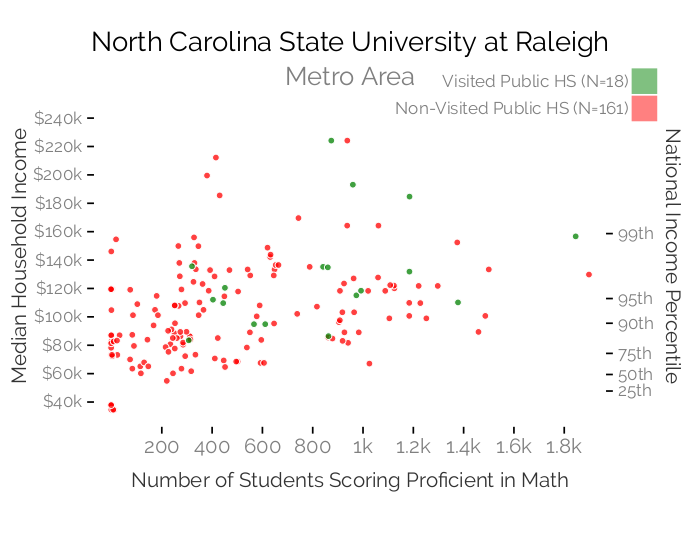 North Carolina State University at Raleigh
Metro Area
Visited Public HS (N=18)
Non-Visited Public HS (N=161)
Median Household Income
$240k
$220k
$200k
$180k
$160k
$140k
$120k
$100k
$80k
$60k
$40k
National Income Percentile
99th
95th
90th
75th
50th
25th
200 400 600 800 1k 1.2k 1.4k 1.6k 1.8k
Number of Students Scoring Proficient in Math